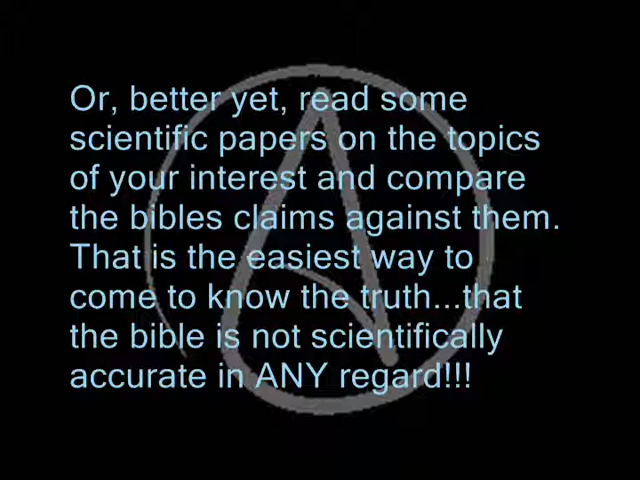 Or, better yet, read some
scientific papers on the topics
of your interest and compare
the bibles claims against them.
That is the easiest way to
come to know the truth...that
the bible is not scientifically
accurate in ANY regard!!!